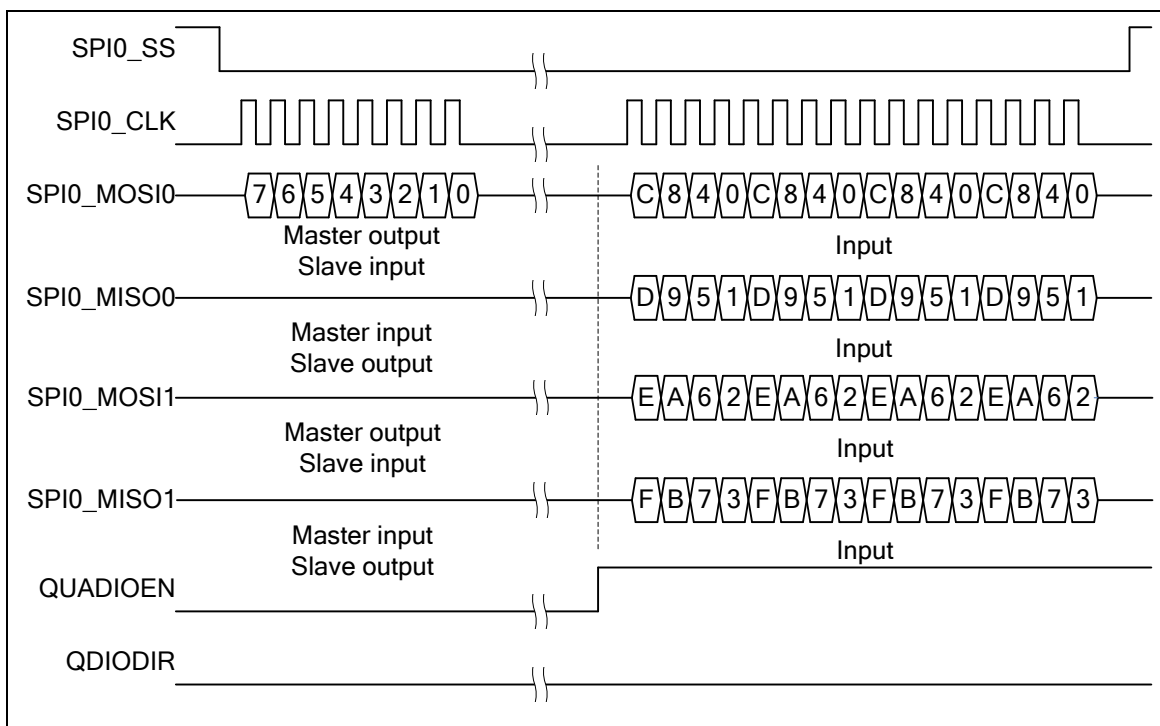 SPI0_SS
SPI0_CLK
SPI0_MOSI0 7 6 5 4 3 2 1 0 C 8 4 0 C 8 4 0 C 8 4 0 C 8 4 0
Master output
Slave input
Input
SPI0_MISO0 D 9 5 1 D 9 5 1 D 9 5 1 D 9 5 1
Master input
Slave output
Input
SPI0_MOSI1 E A 6 2 E A 6 2 E A 6 2 E A 6 2
Master output
Slave input
Input
SPI0_MISO1 F B 7 3 F B 7 3 F B 7 3 F B 7 3
Master input
Slave output
Input
QUADIOEN
QDIODIR